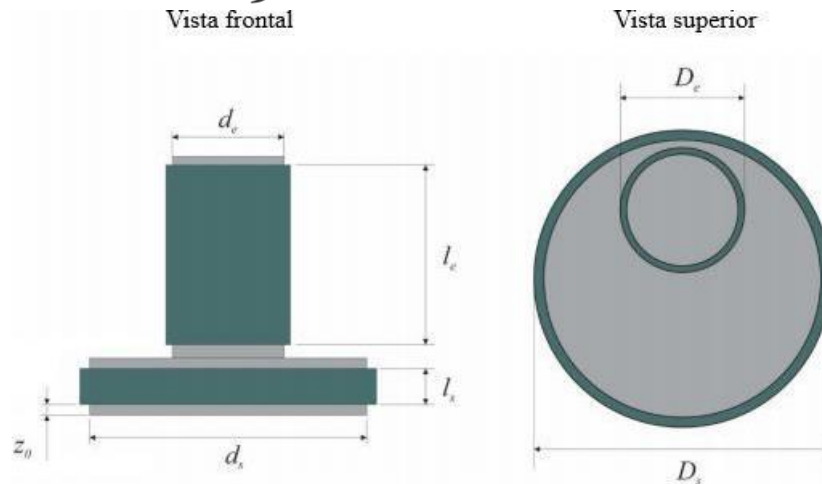 Vista frontal
Vista superior
d_e
D_e
l_e
l_s
z_0
d_s
D_s